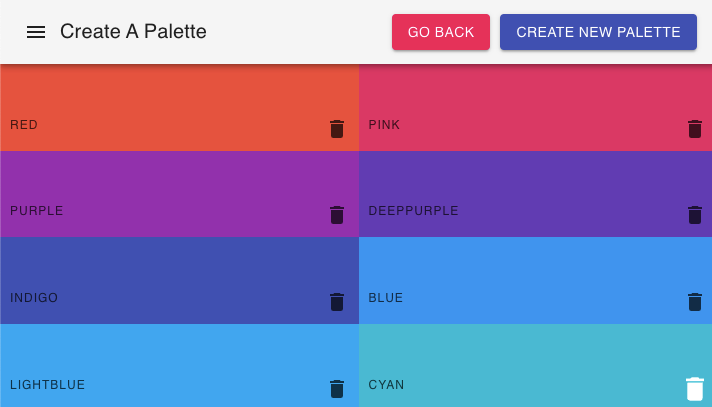 Create A Palette
GO BACK
CREATE NEW PALETTE
RED
PINK
PURPLE
DEEPPURPLE
INDIGO
BLUE
LIGHTBLUE
CYAN